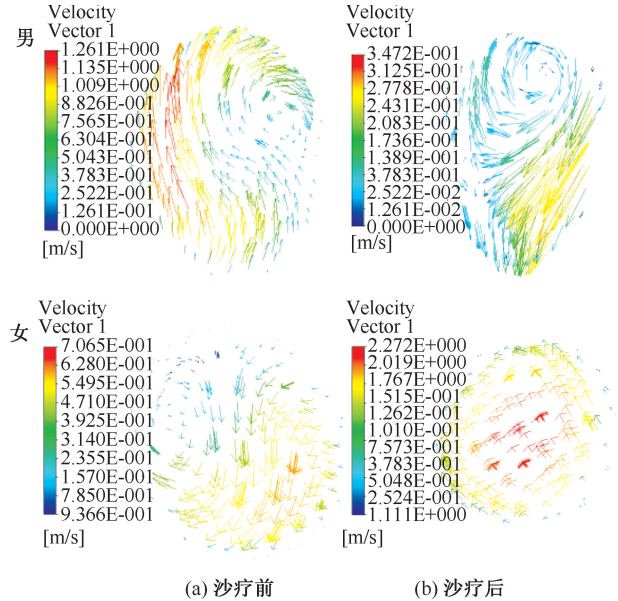 男
Velocity
Vector 1
1.261E+000
1.135E+000
1.009E+000
8.826E-001
7.565E-001
6.304E-001
5.043E-001
3.783E-001
2.522E-001
1.261E-001
0.000E+000
[m/s]
Velocity
Vector 1
3.472E-001
3.125E-001
2.778E-001
2.431E-001
2.083E-001
1.736E-001
1.389E-001
3.783E-001
2.522E-002
1.261E-002
0.000E+000
[m/s]
女
Velocity
Vector 1
7.065E-001
6.280E-001
5.495E-001
4.710E-001
3.925E-001
3.140E-001
2.355E-001
1.570E-001
7.850E-001
9.366E-001
[m/s]
Velocity
Vector 1
2.272E+000
2.019E+000
1.767E+000
1.515E-001
1.262E-001
1.010E-001
7.573E-001
3.783E-001
5.048E-001
2.524E-001
1.111E+000
[m/s]
(a) 沙疗前
(b) 沙疗后